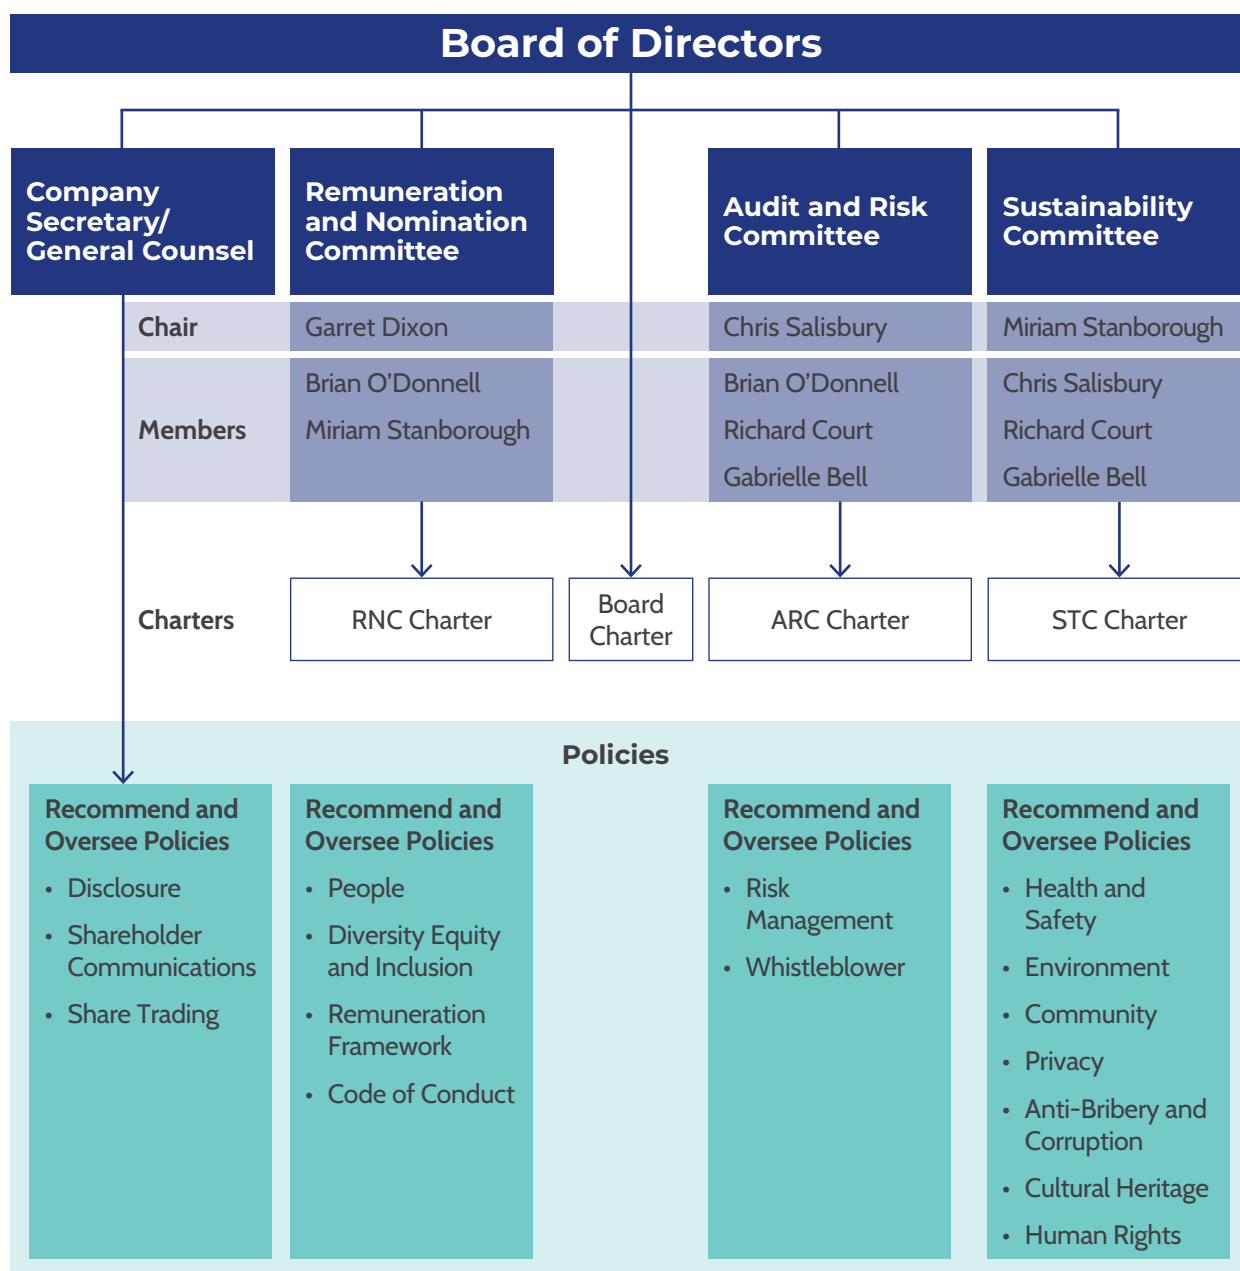 Board of Directors
Company
Secretary/
General Counsel
Remuneration
and Nomination
Committee
Audit and Risk
Committee
Sustainability
Committee
Chair
Garret Dixon
Chris Salisbury
Miriam Stanborough
Members
Brian O’Donnell
Miriam Stanborough
Brian O’Donnell
Richard Court
Gabrielle Bell
Chris Salisbury
Richard Court
Gabrielle Bell
Charters
RNC Charter
Board
Charter
ARC Charter
STC Charter
Policies
Recommend and
Oversee Policies
• Disclosure
• Shareholder
Communications
• Share Trading
Recommend and
Oversee Policies
• People
• Diversity Equity
and Inclusion
• Remuneration
Framework
• Code of Conduct
Recommend and
Oversee Policies
• Risk
Management
• Whistleblower
Recommend and
Oversee Policies
• Health and
Safety
• Environment
• Community
• Privacy
• Anti-Bribery and
Corruption
• Cultural Heritage
• Human Rights